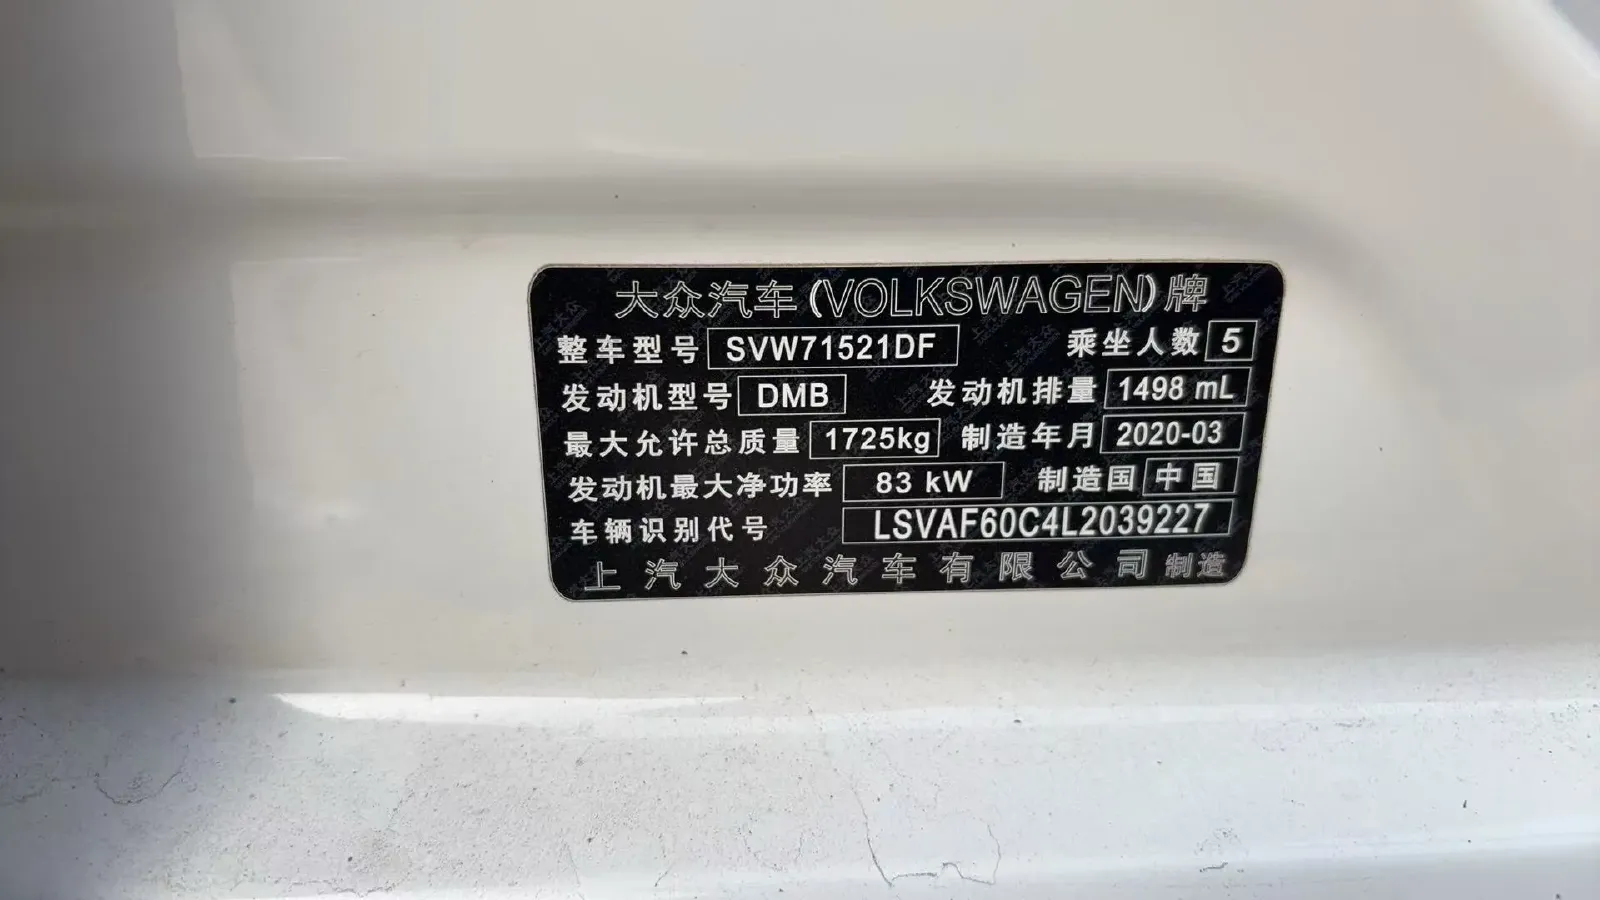 大众汽车(VOLKSWAGEN)牌
整车型号 SVW71521DF 乘坐人数 5
发动机型号 DMB 发动机排量 1498 mL
最大允许总质量 1725kg 制造年月 2020-03
发动机最大净功率 83 kW 制造国 中国
车辆识别代号 LSVAF60C4L2039227
上汽大众汽车有限公司制造